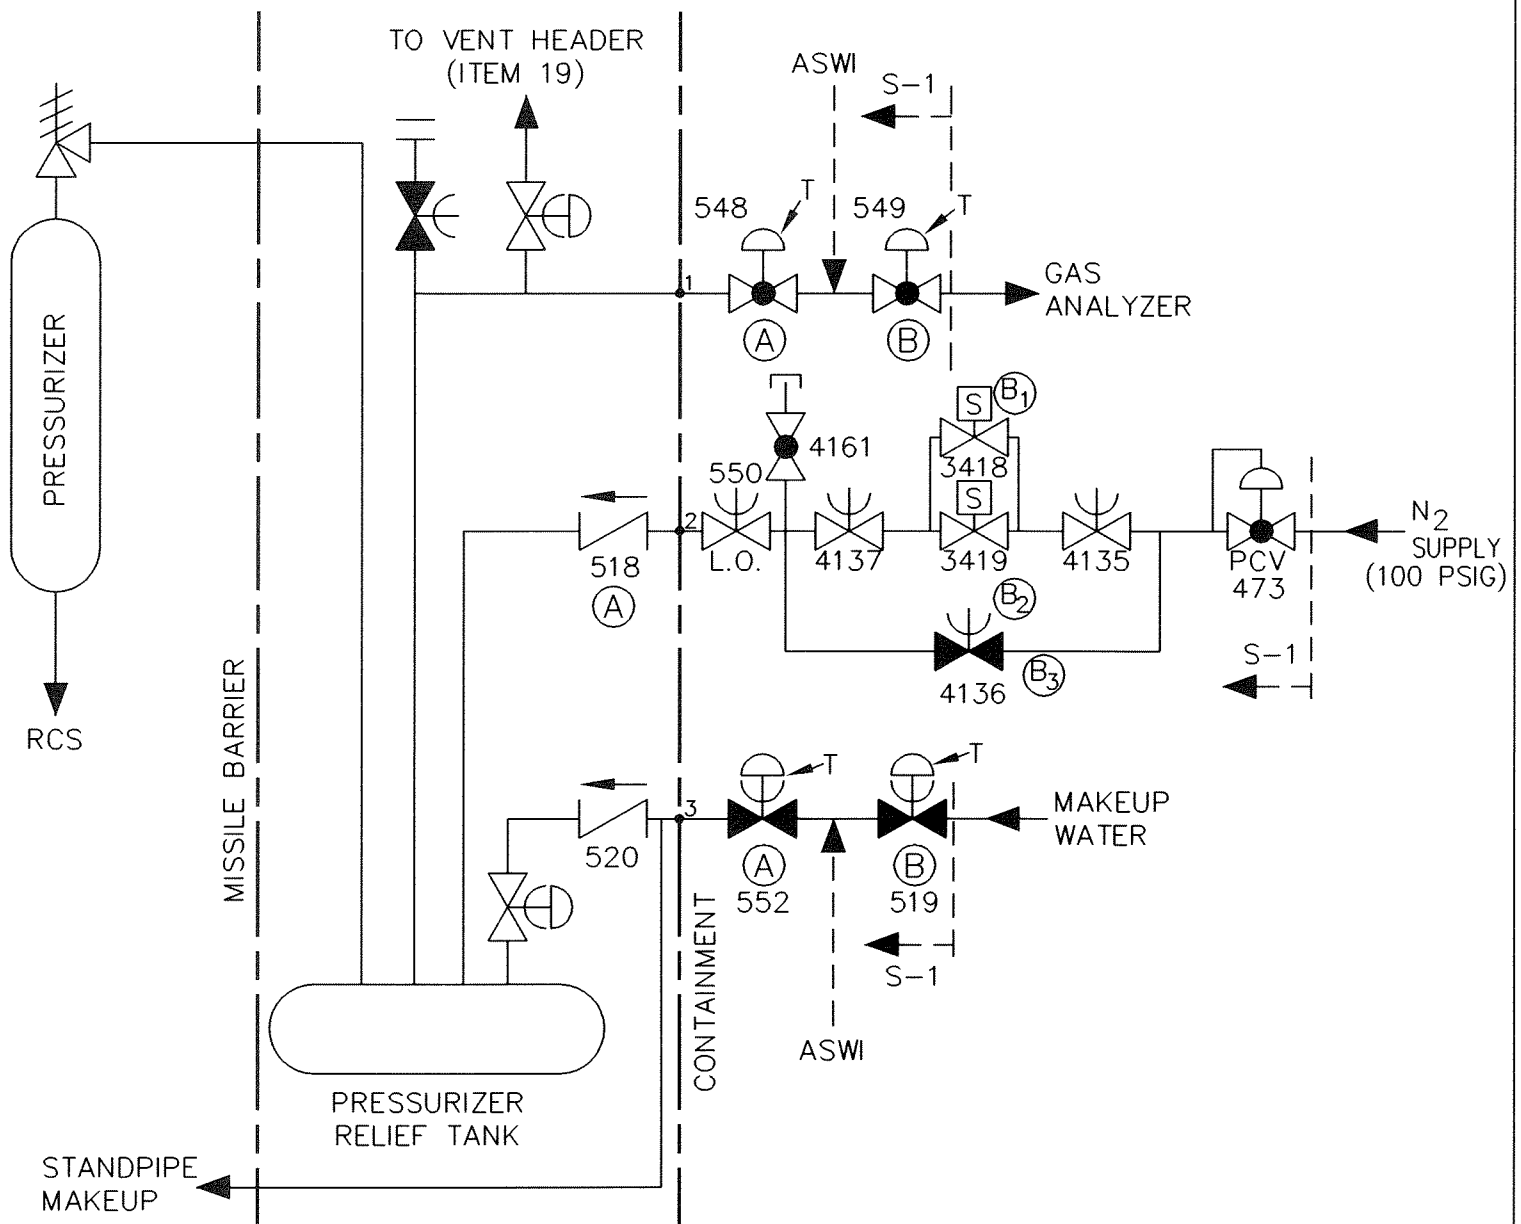 TO VENT HEADER
(ITEM 19)
ASWI
S-1
548
T
549
T
1
GAS
ANALYZER
A
B
PRESSURIZER
S
B1
4161
3418
550
S
2
N2
SUPPLY
(100 PSIG)
518
L.O.
4137
3419
4135
PCV
473
A
B2
4136
B3
S-1
RCS
MISSILE BARRIER
T
T
3
MAKEUP
WATER
520
A
B
552
519
S-1
CONTAINMENT
ASWI
PRESSURIZER
RELIEF TANK
STANDPIPE
MAKEUP